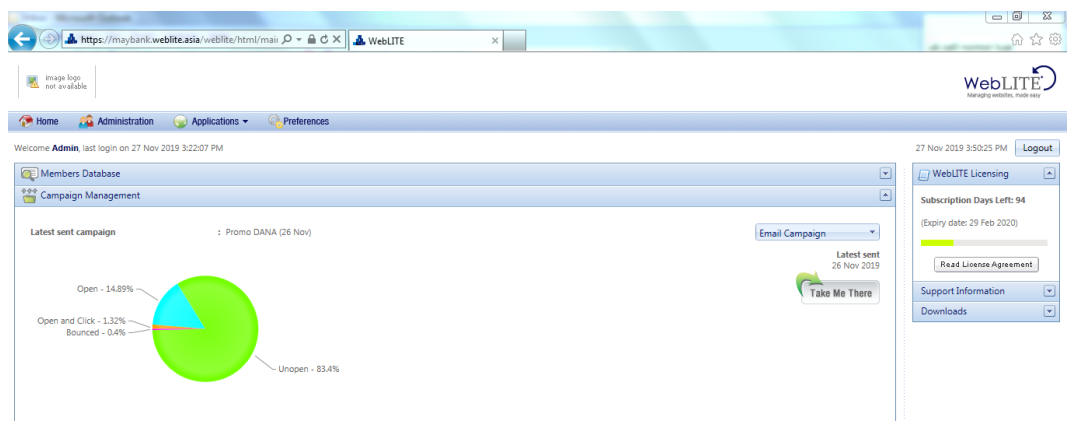 https://maybank.weblite.asia/weblite/html/mai
WebLITE
image logo
not available
WebLITE
Managing websites, made easy
Home Administration Applications Preferences
Welcome Admin, last login on 27 Nov 2019 3:22:07 PM
27 Nov 2019 3:50:25 PM Logout
Members Database
Campaign Management
Latest sent campaign : Promo DANA (26 Nov)
Email Campaign
Latest sent
26 Nov 2019
Take Me There
Open - 14.89%
Open and Click - 1.32%
Bounced - 0.4%
Unopen - 83.4%
WebLITE Licensing
Subscription Days Left: 94
(Expiry date: 29 Feb 2020)
Read License Agreement
Support Information
Downloads